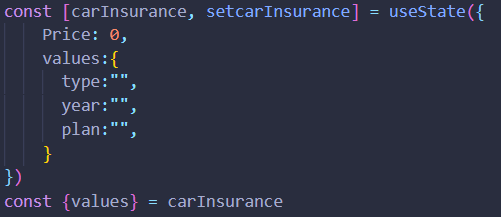 const [carInsurance, setcarInsurance] = useState({
    Price: 0,
    values:{
      type:"",
      year:"",
      plan:"",
    }
})
const {values} = carInsurance